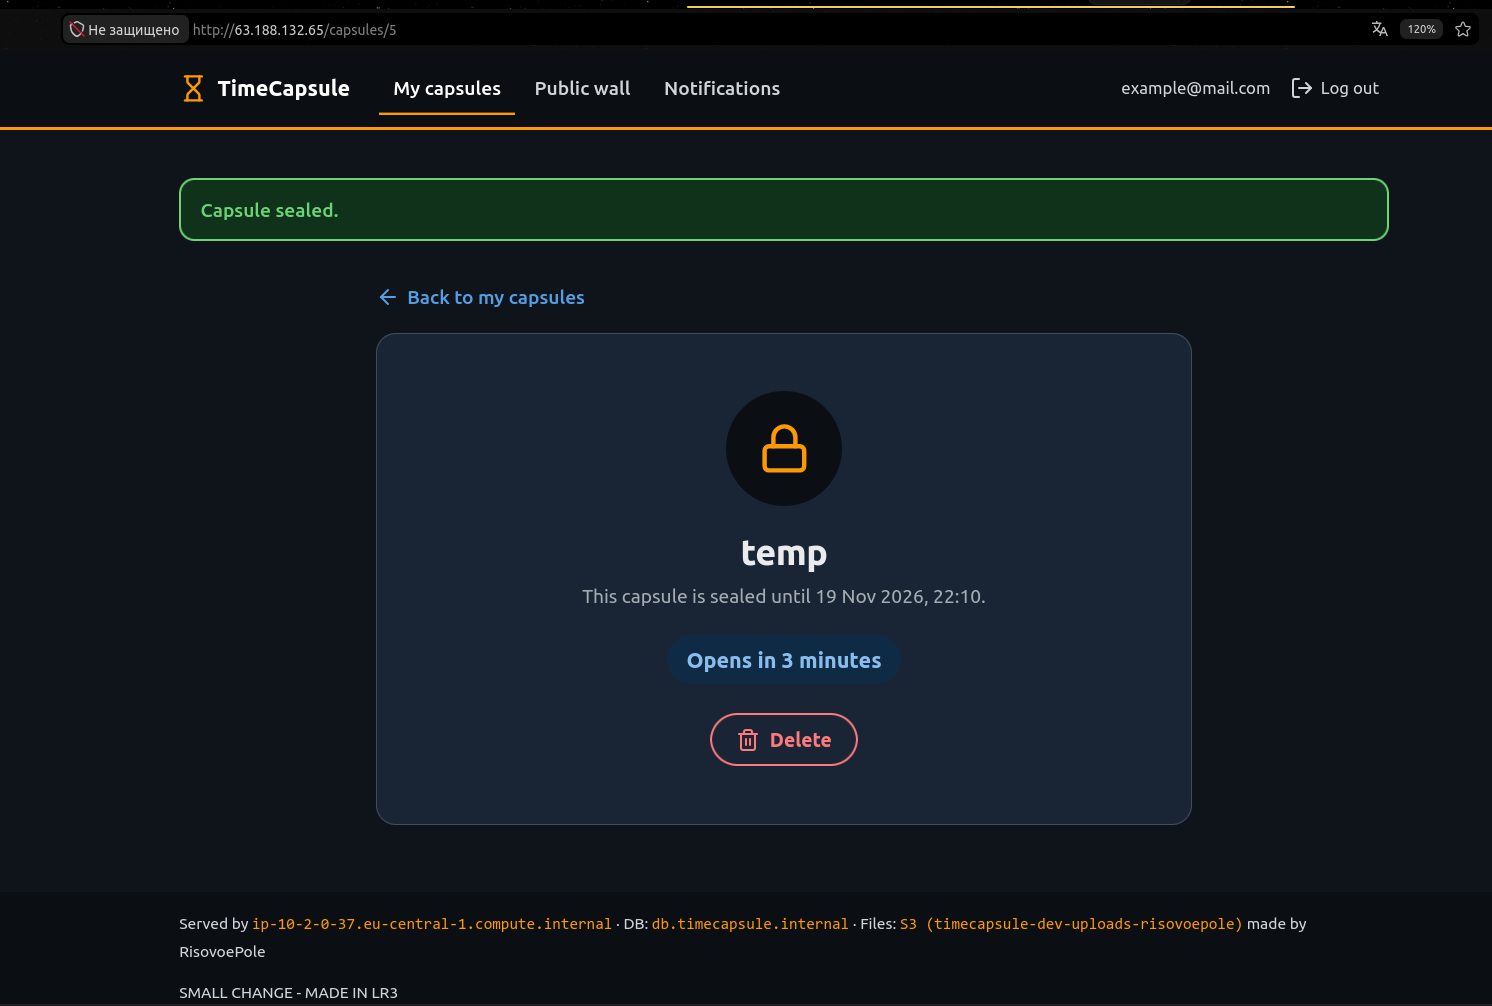 Не защищено http://63.188.132.65/capsules/5 120%
TimeCapsule My capsules Public wall Notifications example@mail.com Log out
Capsule sealed.
Back to my capsules
temp
This capsule is sealed until 19 Nov 2026, 22:10.
Opens in 3 minutes
Delete
Served by ip-10-2-0-37.eu-central-1.compute.internal · DB: db.timecapsule.internal · Files: S3 (timecapsule-dev-uploads-risovoepole) made by
RisovoePole
SMALL CHANGE - MADE IN LR3